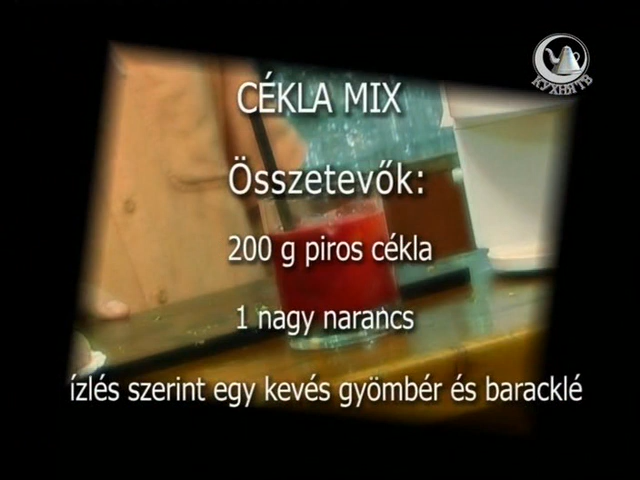 КУХНЯ ТВ
CÉKLA MIX
Összetevők:
200 g piros cékla
1 nagy narancs
ízlés szerint egy kevés gyömbér és baracklé